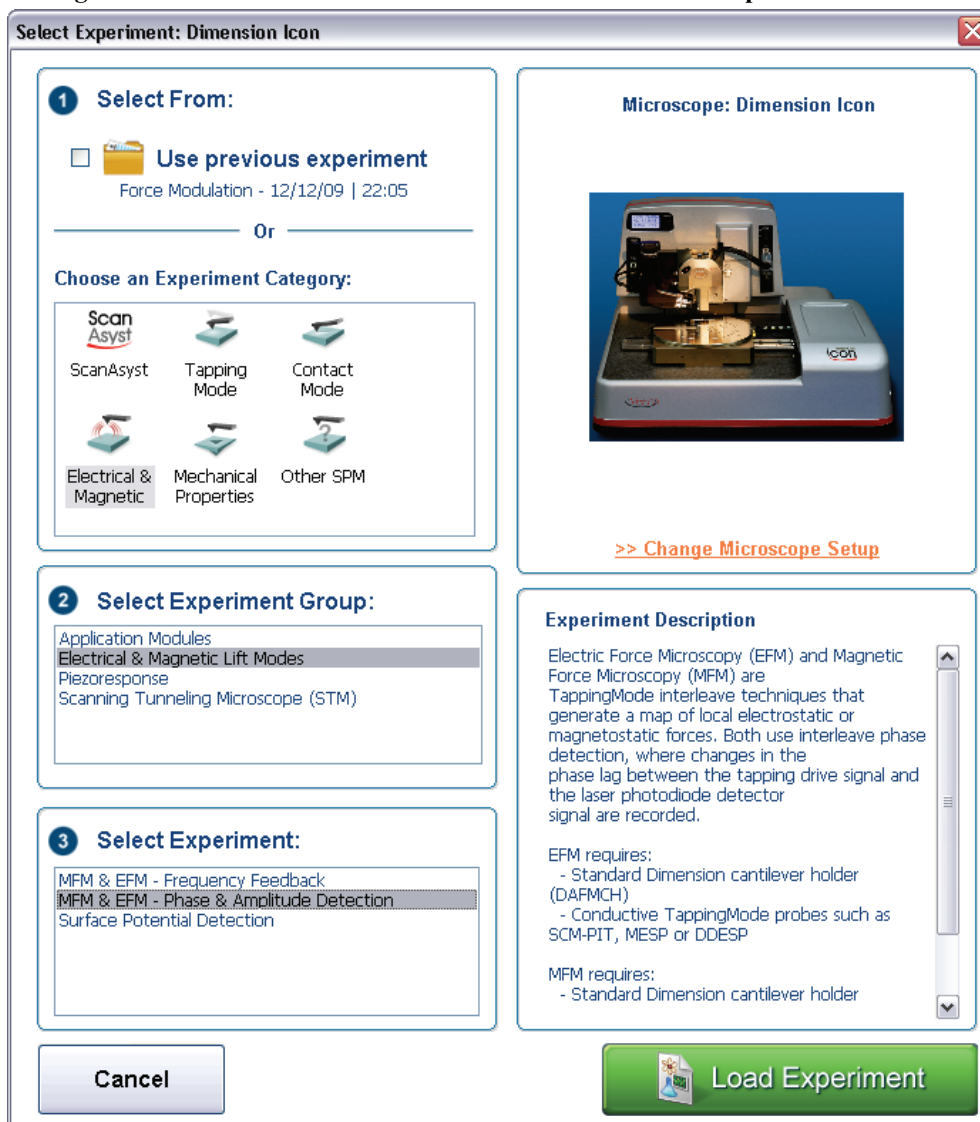 Select Experiment: Dimension Icon
1 Select From:
Use previous experiment
Force Modulation - 12/12/09 | 22:05
Or
Choose an Experiment Category:
Scan
Asyst
ScanAsyst
Tapping
Mode
Contact
Mode
Electrical &
Magnetic
Mechanical
Properties
?
Other SPM
2 Select Experiment Group:
Application Modules
Electrical & Magnetic Lift Modes
Piezoresponse
Scanning Tunneling Microscope (STM)
3 Select Experiment:
MFM & EFM - Frequency Feedback
MFM & EFM - Phase & Amplitude Detection
Surface Potential Detection
Cancel
Microscope: Dimension Icon
Icon
>> Change Microscope Setup
Experiment Description
Electric Force Microscopy (EFM) and Magnetic
Force Microscopy (MFM) are
TappingMode interleave techniques that
generate a map of local electrostatic or
magnetostatic forces. Both use interleave phase
detection, where changes in the
phase lag between the tapping drive signal and
the laser photodiode detector
signal are recorded.
EFM requires:
- Standard Dimension cantilever holder
(DAFMCH)
- Conductive TappingMode probes such as
SCM-PIT, MESP or DDESP
MFM requires:
- Standard Dimension cantilever holder
Load Experiment